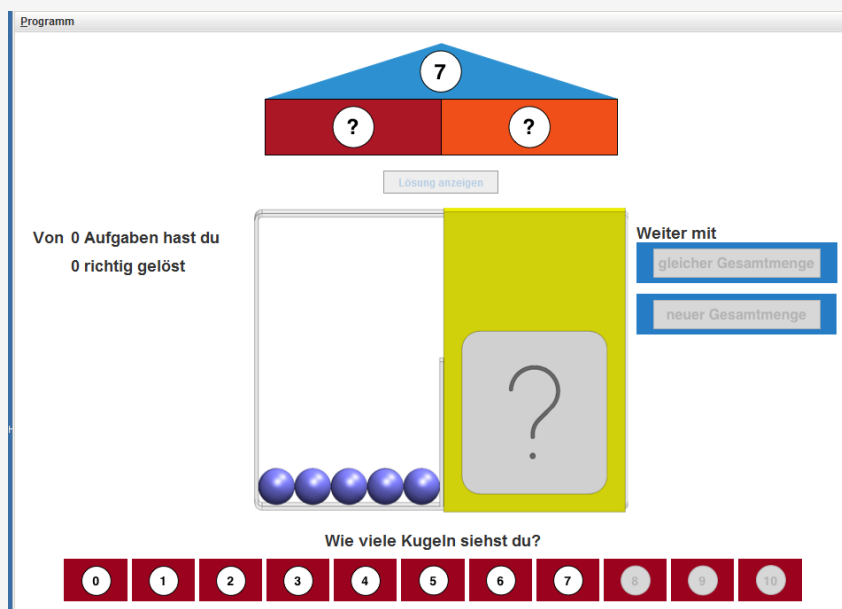 Programm
7
? ?
Lösung anzeigen
Von 0 Aufgaben hast du
0 richtig gelöst
Weiter mit
gleicher Gesamtmenge
neuer Gesamtmenge
?
Wie viele Kugeln siehst du?
0 1 2 3 4 5 6 7 8 9 10